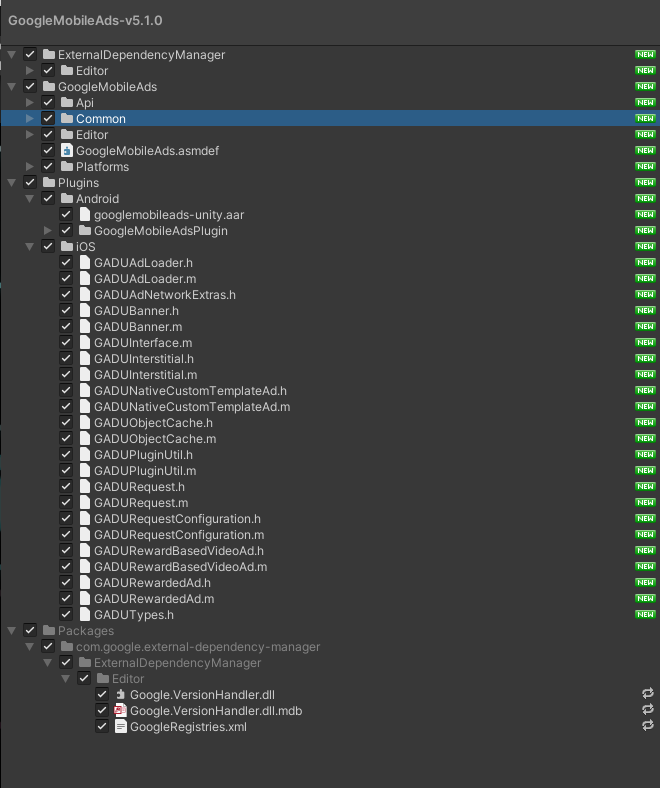 GoogleMobileAds-v5.1.0
ExternalDependencyManager NEW
Editor NEW
GoogleMobileAds NEW
Api NEW
Common NEW
Editor NEW
GoogleMobileAds.asmdef NEW
Platforms NEW
Plugins NEW
Android NEW
googlemobileads-unity.aar NEW
GoogleMobileAdsPlugin NEW
iOS NEW
GADUAdLoader.h NEW
GADUAdLoader.m NEW
GADUAdNetworkExtras.h NEW
GADUBanner.h NEW
GADUBanner.m NEW
GADUInterface.m NEW
GADUInterstitial.h NEW
GADUInterstitial.m NEW
GADUNativeCustomTemplateAd.h NEW
GADUNativeCustomTemplateAd.m NEW
GADUObjectCache.h NEW
GADUObjectCache.m NEW
GADUPluginUtil.h NEW
GADUPluginUtil.m NEW
GADURequest.h NEW
GADURequest.m NEW
GADURequestConfiguration.h NEW
GADURequestConfiguration.m NEW
GADURewardBasedVideoAd.h NEW
GADURewardBasedVideoAd.m NEW
GADURewardedAd.h NEW
GADURewardedAd.m NEW
GADUTypes.h NEW
Packages
com.google.external-dependency-manager
ExternalDependencyManager
Editor
Google.VersionHandler.dll
Google.VersionHandler.dll.mdb
GoogleRegistries.xml